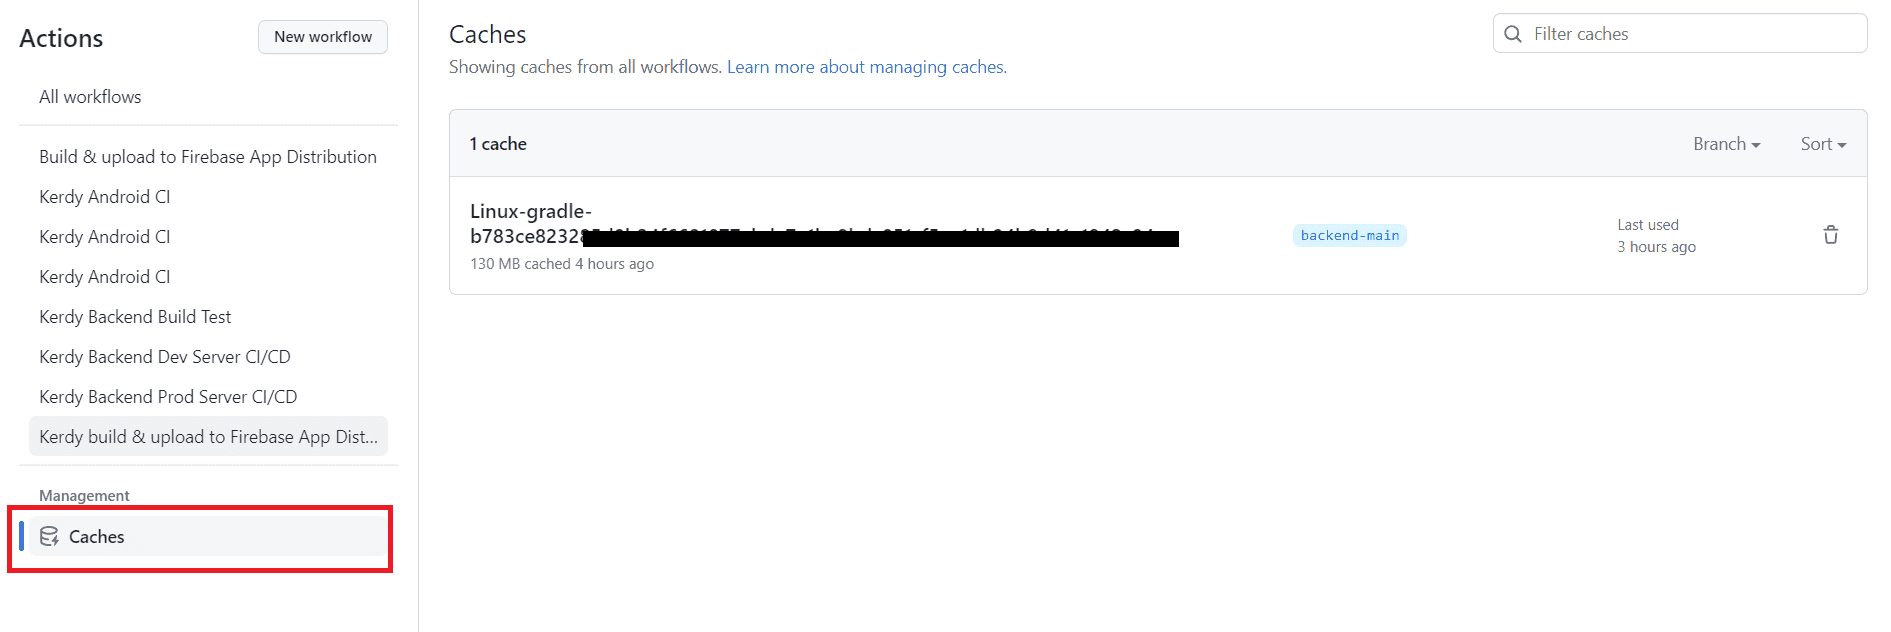 Actions
New workflow
All workflows
Build & upload to Firebase App Distribution
Kerdy Android CI
Kerdy Android CI
Kerdy Android CI
Kerdy Backend Build Test
Kerdy Backend Dev Server CI/CD
Kerdy Backend Prod Server CI/CD
Kerdy build & upload to Firebase App Dist...
Management
Caches
Caches
Showing caches from all workflows. Learn more about managing caches.
Filter caches
1 cache
Branch
Sort
Linux-gradle-
130 MB cached 4 hours ago
backend-main
Last used
3 hours ago